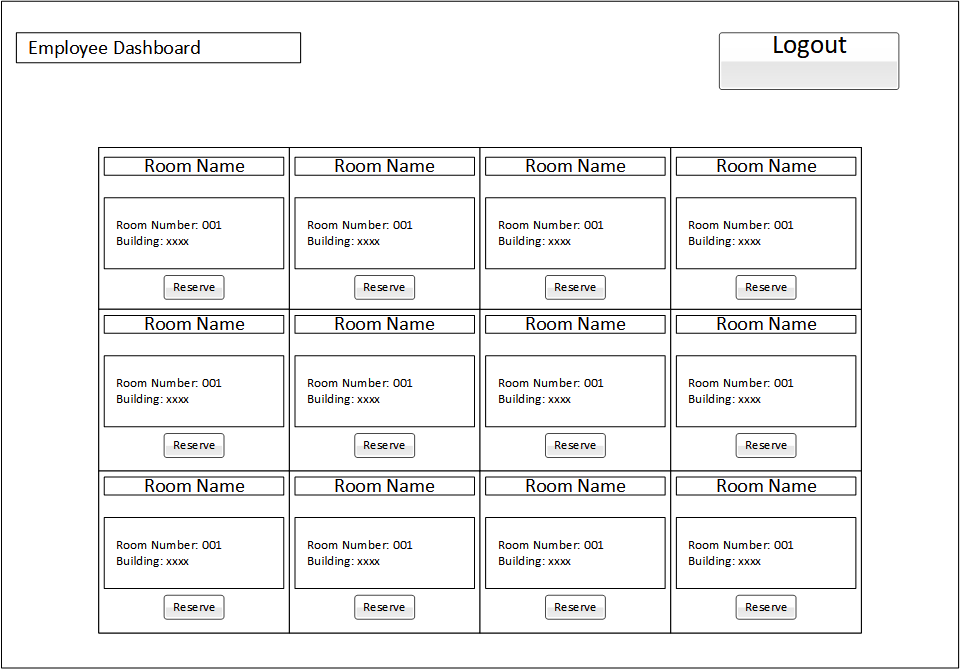 Employee Dashboard
Logout
Room Name Room Name Room Name Room Name
Room Number: 001 Room Number: 001 Room Number: 001 Room Number: 001
Building: xxxx Building: xxxx Building: xxxx Building: xxxx
Reserve Reserve Reserve Reserve
Room Name Room Name Room Name Room Name
Room Number: 001 Room Number: 001 Room Number: 001 Room Number: 001
Building: xxxx Building: xxxx Building: xxxx Building: xxxx
Reserve Reserve Reserve Reserve
Room Name Room Name Room Name Room Name
Room Number: 001 Room Number: 001 Room Number: 001 Room Number: 001
Building: xxxx Building: xxxx Building: xxxx Building: xxxx
Reserve Reserve Reserve Reserve